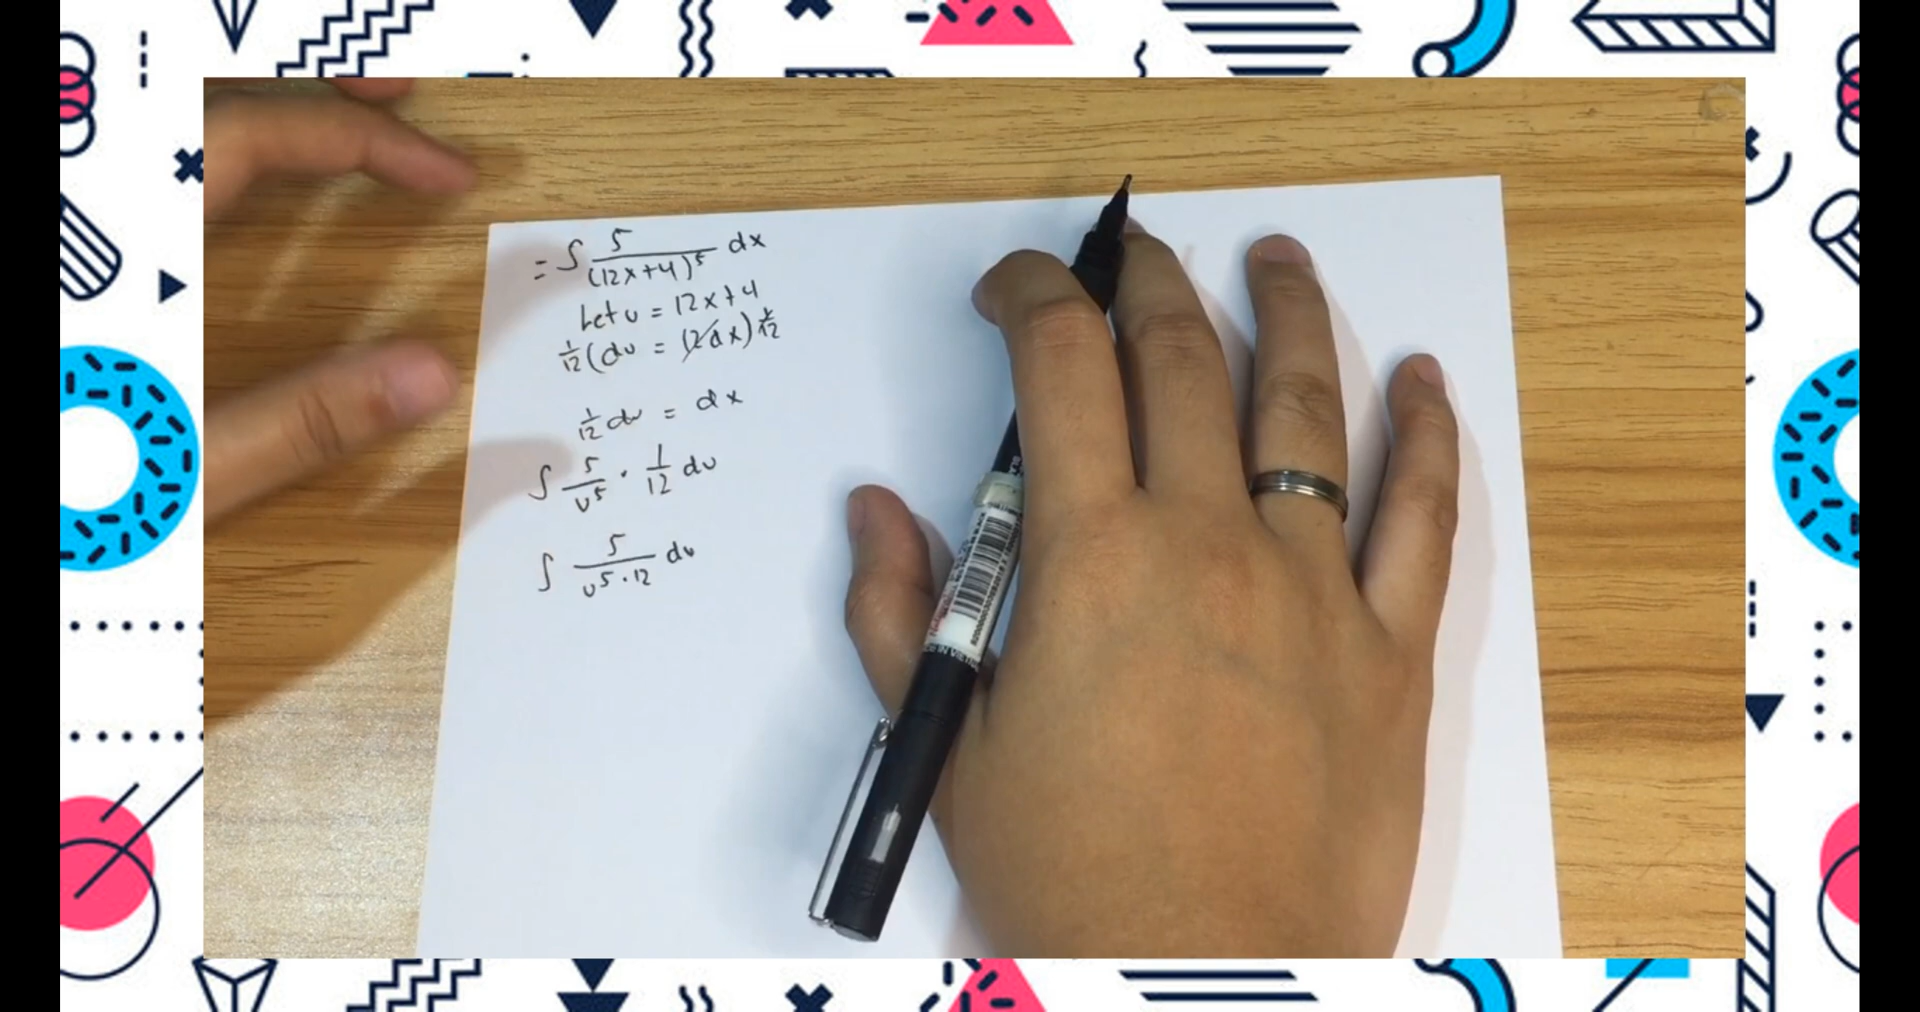 = ∫ 5/(12x+4)^5 dx
Let u = 12x+4
1/12 (du = 12dx) 1/12
1/12 du = dx
∫ 5/u^5 · 1/12 du
∫ 5/(u^5 · 12) du